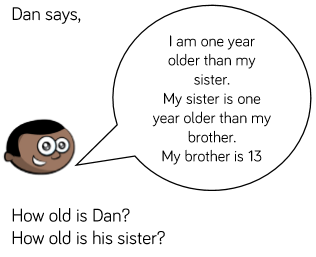 Dan says,
I am one year
older than my
sister.
My sister is one
year older than my
brother.
My brother is 13
How old is Dan?
How old is his sister?